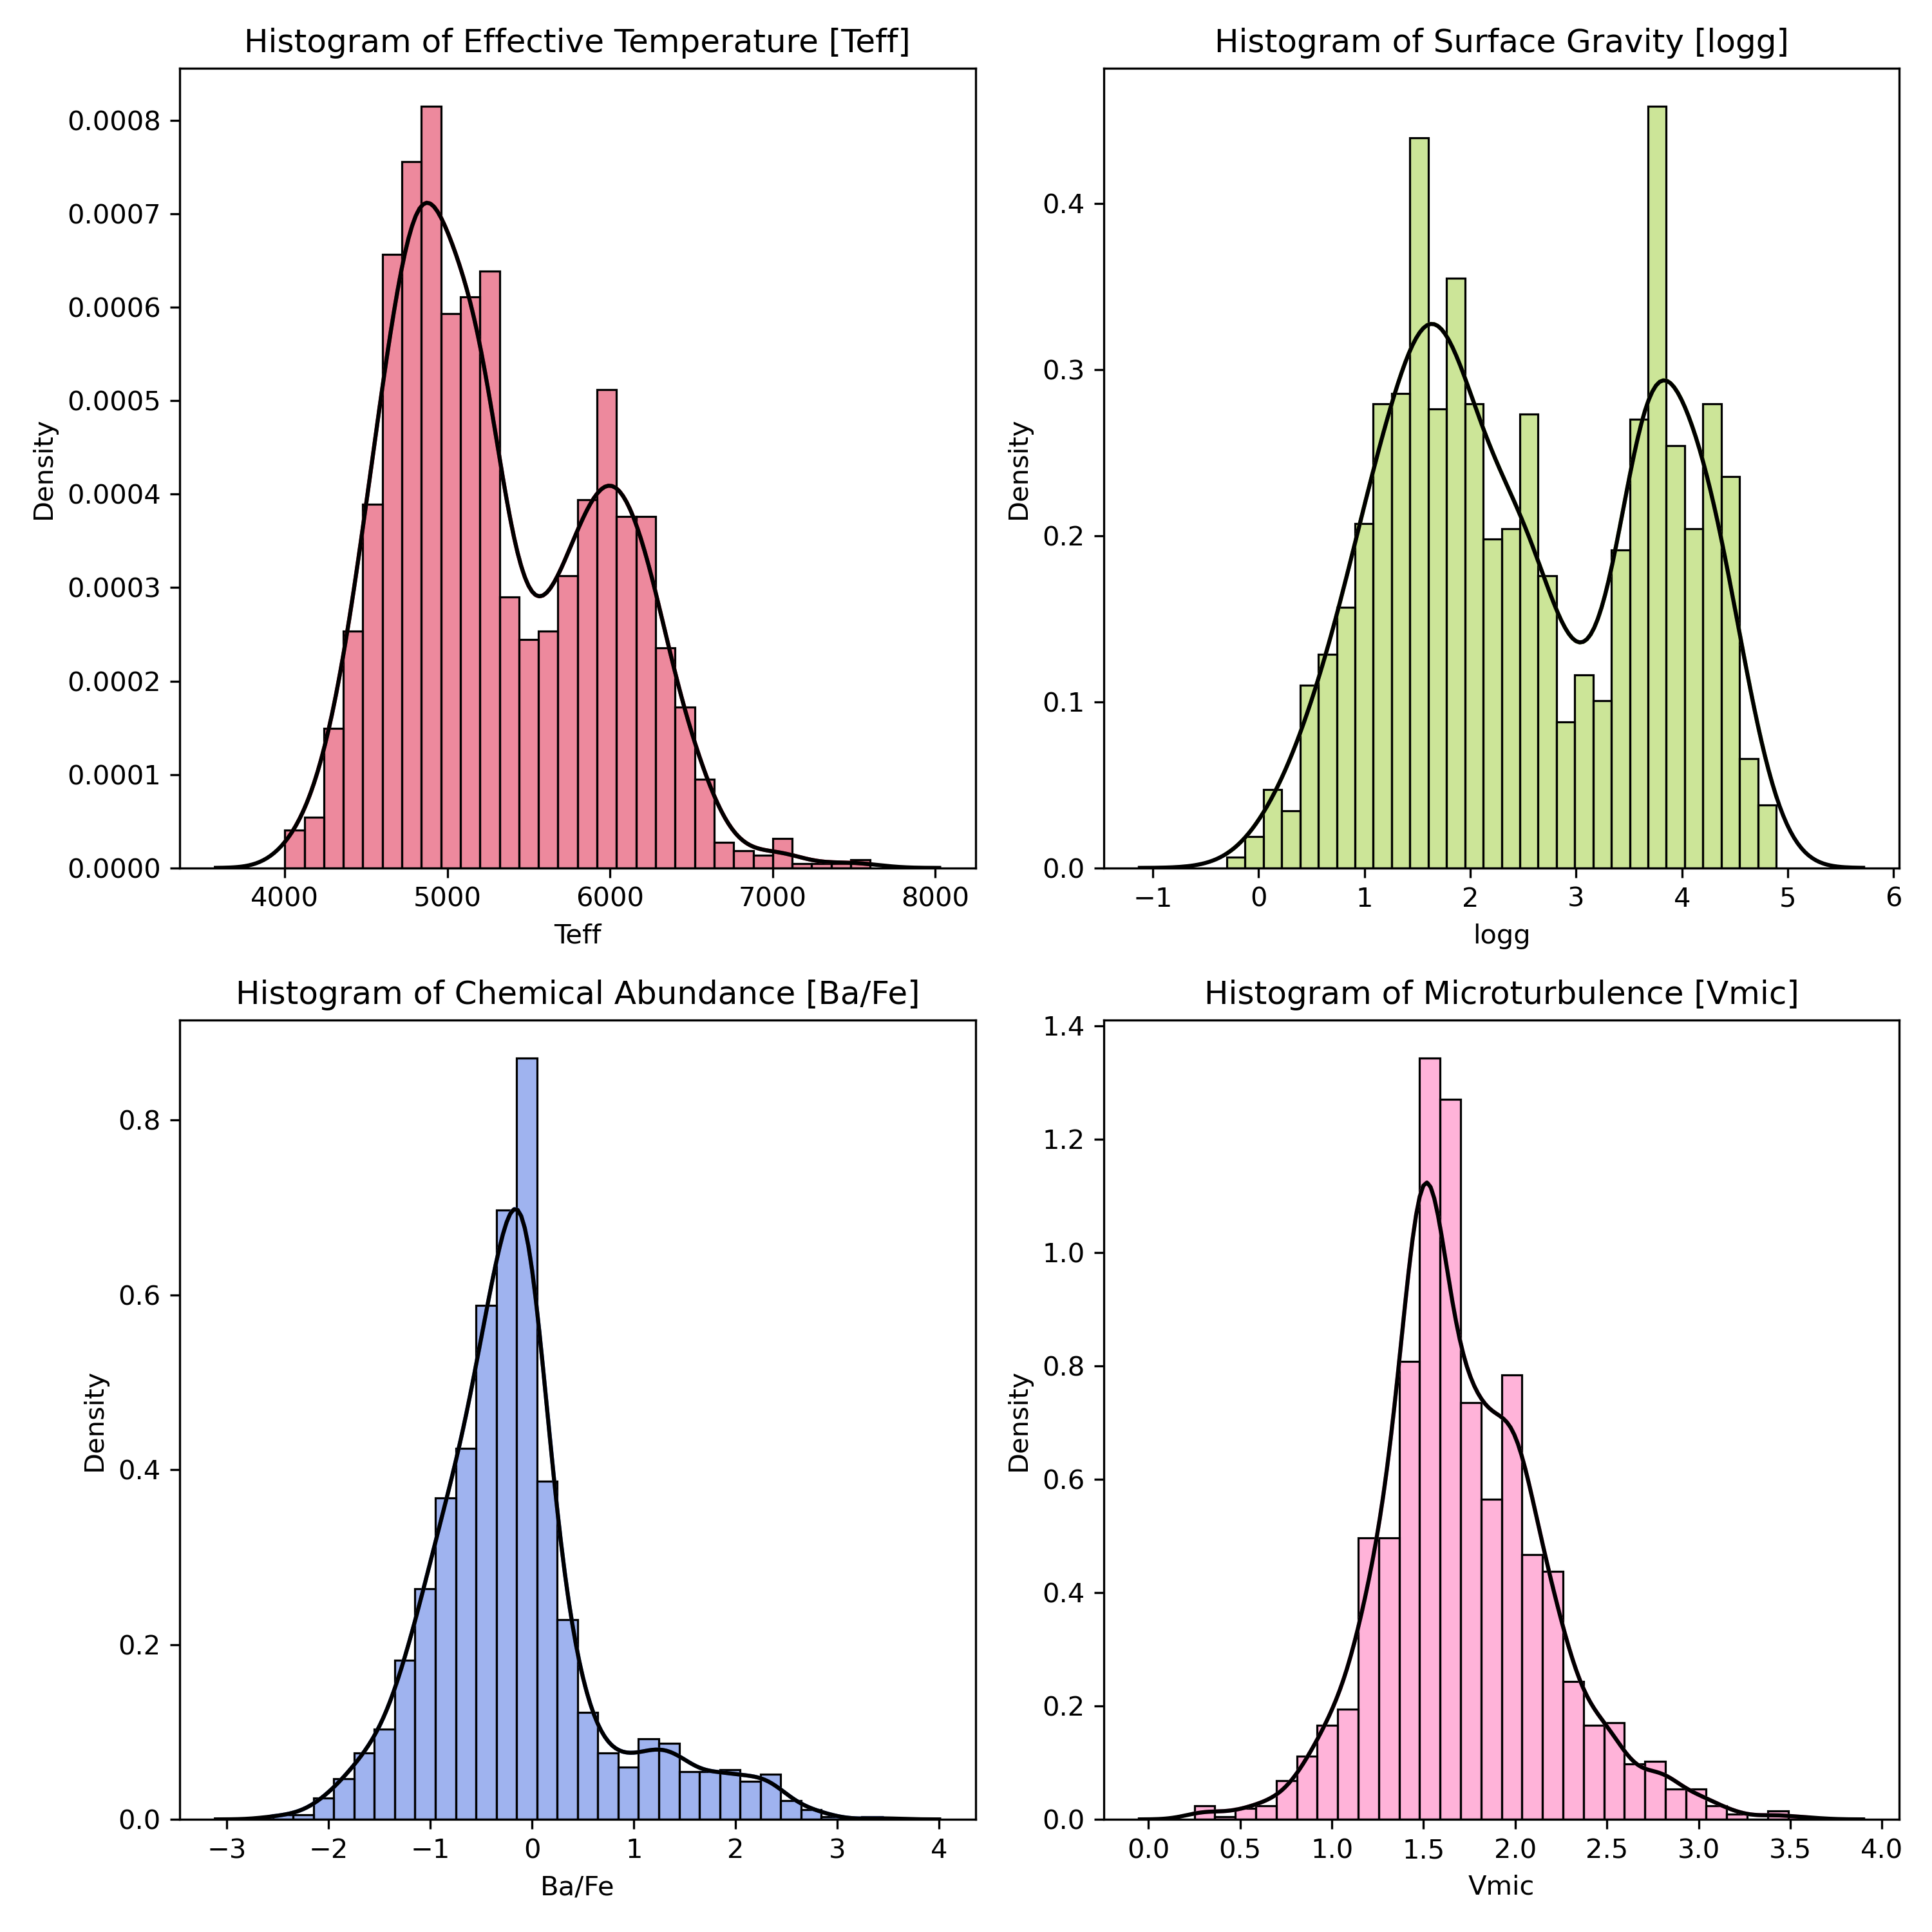 Histogram of Effective Temperature [Teff]
0.0008
0.0007
0.0006
0.0005
0.0004
0.0003
0.0002
0.0001
0.0000
Density
4000 5000 6000 7000 8000
Teff
Histogram of Surface Gravity [logg]
0.4
0.3
0.2
0.1
0.0
Density
−1 0 1 2 3 4 5 6
logg
Histogram of Chemical Abundance [Ba/Fe]
0.8
0.6
0.4
0.2
0.0
Density
−3 −2 −1 0 1 2 3 4
Ba/Fe
Histogram of Microturbulence [Vmic]
1.4
1.2
1.0
0.8
0.6
0.4
0.2
0.0
Density
0.0 0.5 1.0 1.5 2.0 2.5 3.0 3.5 4.0
Vmic